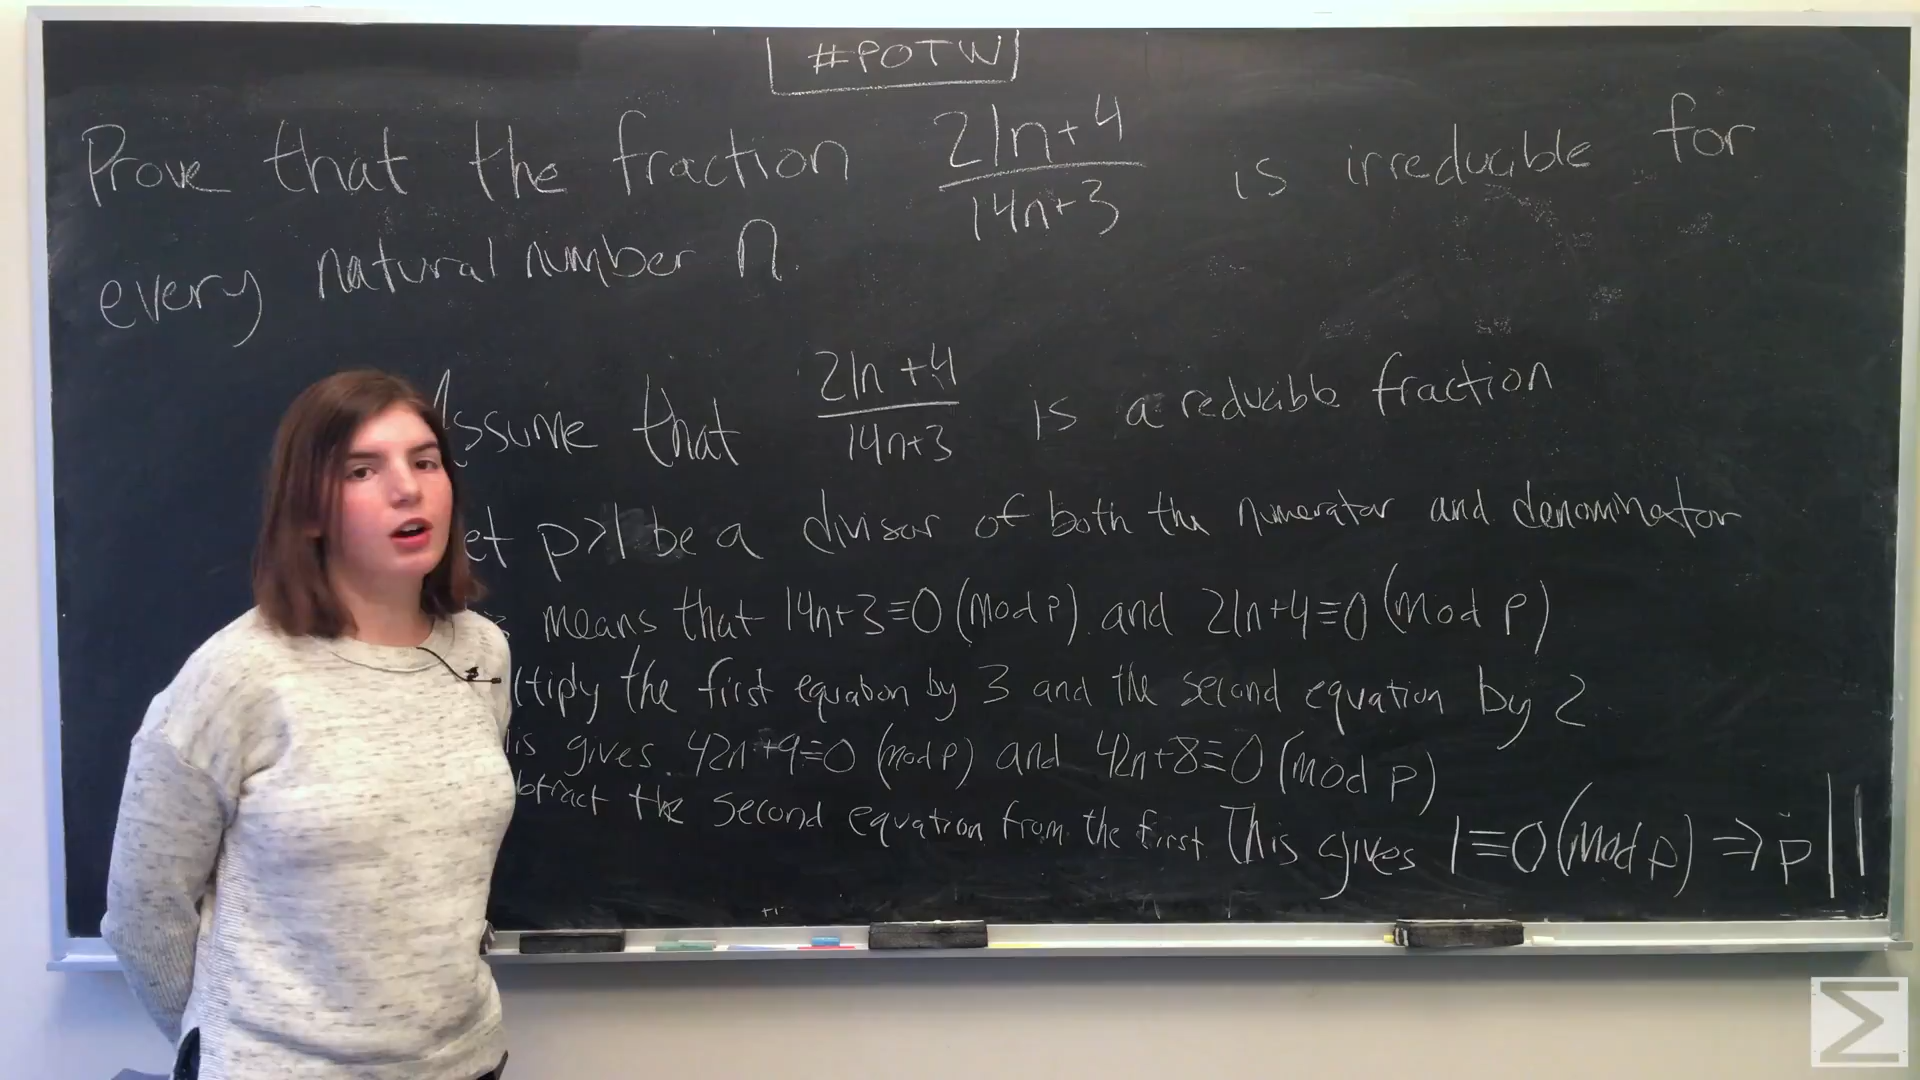 #POTW
Prove that the fraction 21n+4/14n+3 is irreducible for
every natural number n.
Assume that 21n+4/14n+3 is a reducible fraction
et p>1 be a divisor of both the numerator and denominator
s means that 14n+3≡0 (mod p) and 21n+4≡0 (mod p)
ltiply the first equation by 3 and the second equation by 2
is gives 42n+9≡0 (mod p) and 42n+8≡0 (mod p)
btract the second equation from the first This gives 1≡0 (mod p) ⇒ p|1
Σ